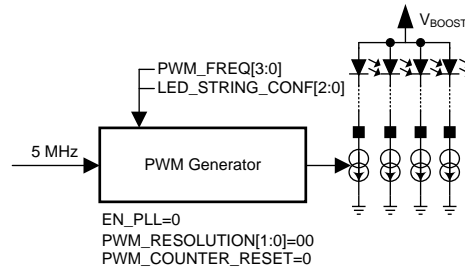 VBOOST
PWM_FREQ[3:0]
LED_STRING_CONF[2:0]
5 MHz
PWM Generator
EN_PLL=0
PWM_RESOLUTION[1:0]=00
PWM_COUNTER_RESET=0